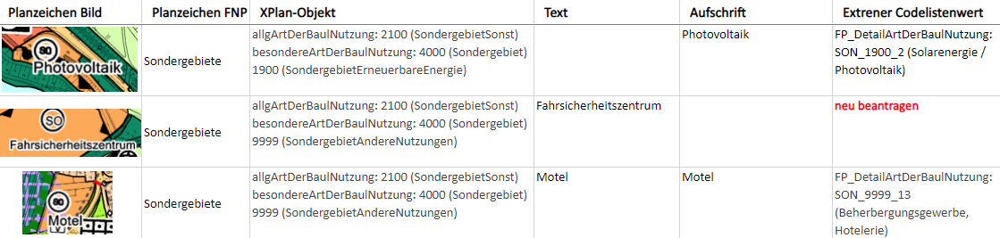 Planzeichen Bild Planzeichen FNP XPlan-Objekt Text Aufschrift Extrener Codelistenwert
SO
Photovoltaik
Sondergebiete
allgArtDerBaulNutzung: 2100 (SondergebietSonst)
besondereArtDerBaulNutzung: 4000 (Sondergebiet)
1900 (SondergebietErneuerbareEnergie)
Photovoltaik
FP_DetailArtDerBaulNutzung:
SON_1900_2 (Solarenergie /
Photovoltaik)
SO
Fahrsicherheitszentrum
Sondergebiete
allgArtDerBaulNutzung: 2100 (SondergebietSonst)
besondereArtDerBaulNutzung: 4000 (Sondergebiet)
9999 (SondergebietAndereNutzungen)
Fahrsicherheitszentrum
neu beantragen
SO
Motel
Sondergebiete
allgArtDerBaulNutzung: 2100 (SondergebietSonst)
besondereArtDerBaulNutzung: 4000 (Sondergebiet)
9999 (SondergebietAndereNutzungen)
Motel
Motel
FP_DetailArtDerBaulNutzung:
SON_9999_13
(Beherbergungsgewerbe,
Hotelerie)